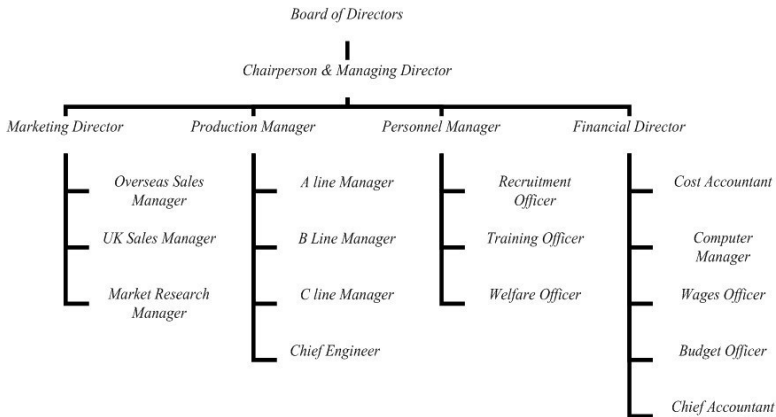 Board of Directors
Chairperson & Managing Director
Marketing Director
Production Manager
Personnel Manager
Financial Director
Overseas Sales
Manager
A line Manager
Recruitment
Officer
Cost Accountant
UK Sales Manager
B Line Manager
Training Officer
Computer
Manager
Market Research
Manager
C line Manager
Welfare Officer
Wages Officer
Chief Engineer
Budget Officer
Chief Accountant